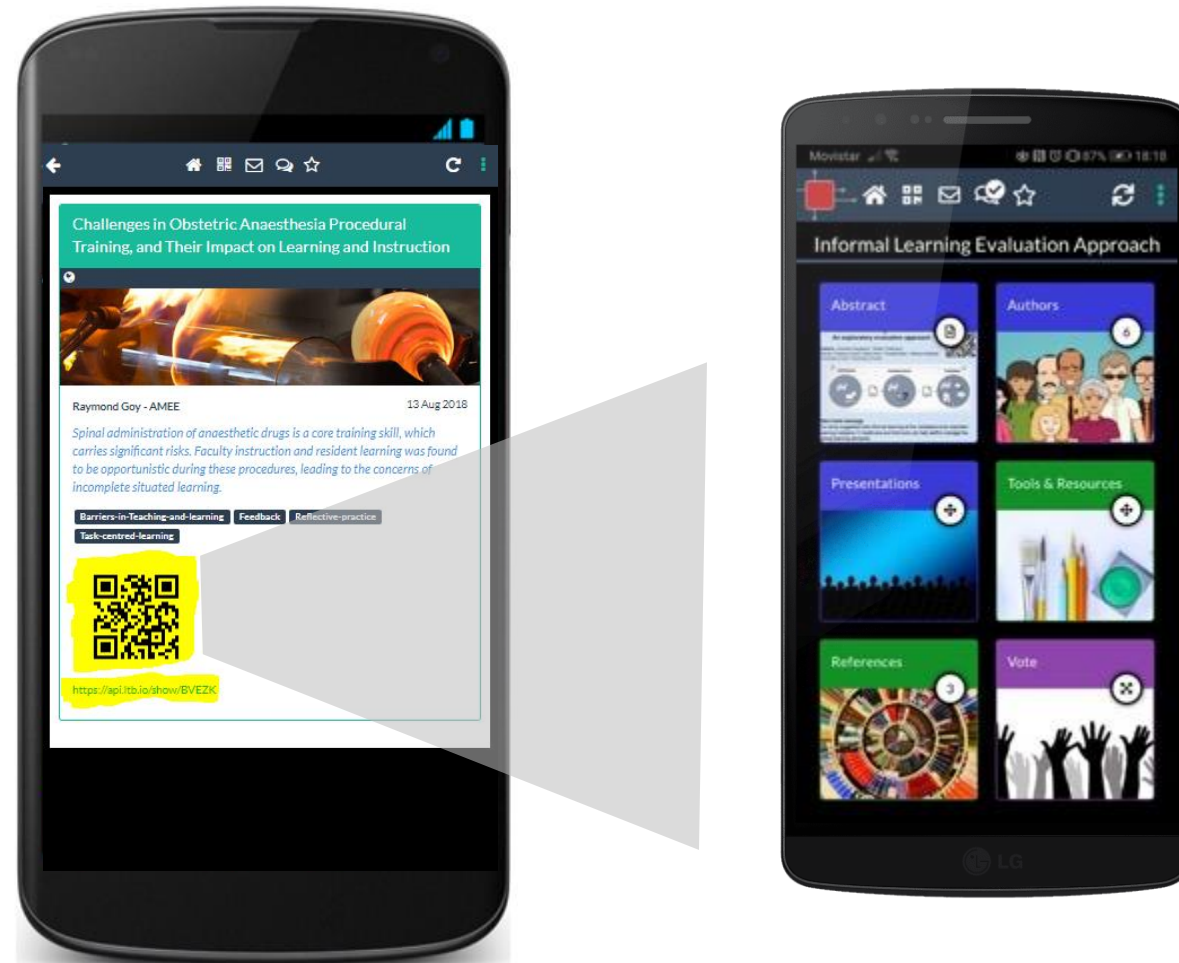 Challenges in Obstetric Anaesthesia Procedural
Training, and Their Impact on Learning and Instruction
Raymond Goy - AMEE
13 Aug 2018
Spinal administration of anaesthetic drugs is a core training skill, which
carries significant risks. Faculty instruction and resident learning was found
to be opportunistic during these procedures, leading to the concerns of
incomplete situated learning.
Barriers-in-Teaching-and-learning Feedback Reflective-practice
Task-centred-learning
https://api.ltb.io/show/BVEZK
Movistar
87% 18:18
Informal Learning Evaluation Approach
Abstract
Authors
6
Presentations
Tools & Resources
References
3
Vote
LG